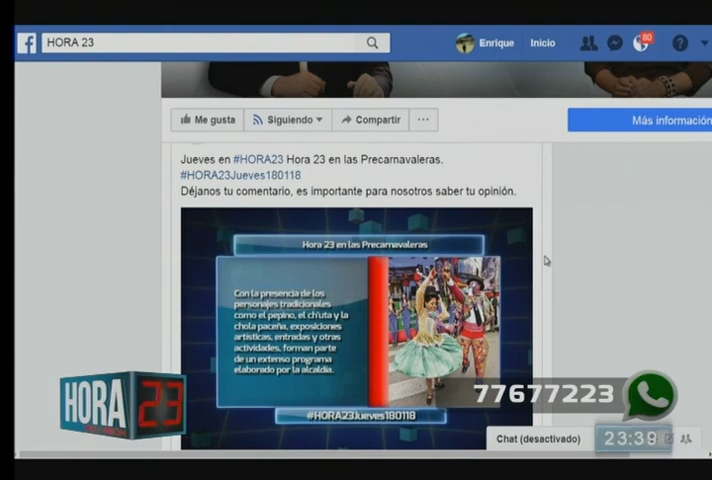 HORA 23
Enrique
Inicio
80
Me gusta
Siguiendo
Compartir
Más información
Jueves en #HORA23 Hora 23 en las Precarnavaleras.
#HORA23Jueves180118
Déjanos tu comentario, es importante para nosotros saber tu opinión.
Hora 23 en las Precarnavaleras
Con la presencia de los
personajes tradicionales
como el pepino, el ch'uta y la
chola paceña, exposiciones
artísticas, entradas y otras
actividades, forman parte
de un extenso programa
elaborado por la alcaldía.
#HORA23Jueves180118
77677223
HORA 23
Chat (desactivado)
23:39